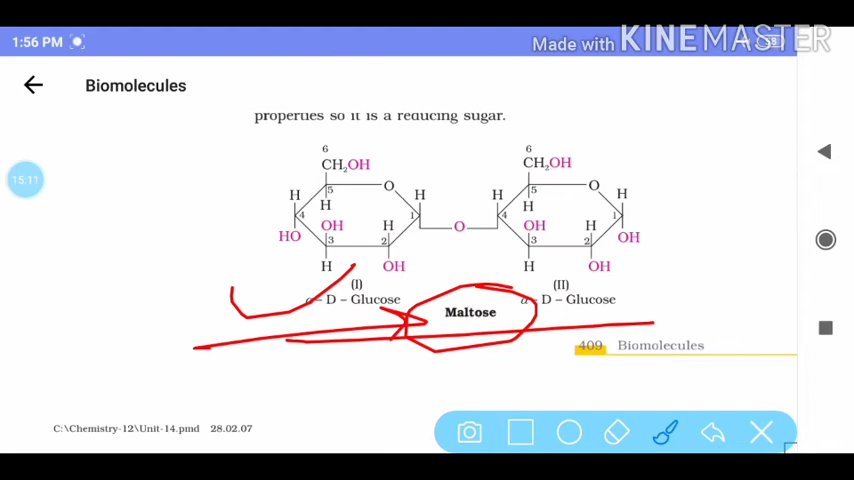 1:56 PM
Made with KINEMASTER
Biomolecules
properties so it is a reducing sugar.
15:11
6 6
CH2OH CH2OH
5 O 5 O
H H H H
H H
4 1 O 4 1
OH H OH H
HO 3 2 3 2 OH
H OH H OH
(I) (II)
α– D – Glucose α– D – Glucose
Maltose
409 Biomolecules
C:\Chemistry-12\Unit-14.pmd 28.02.07